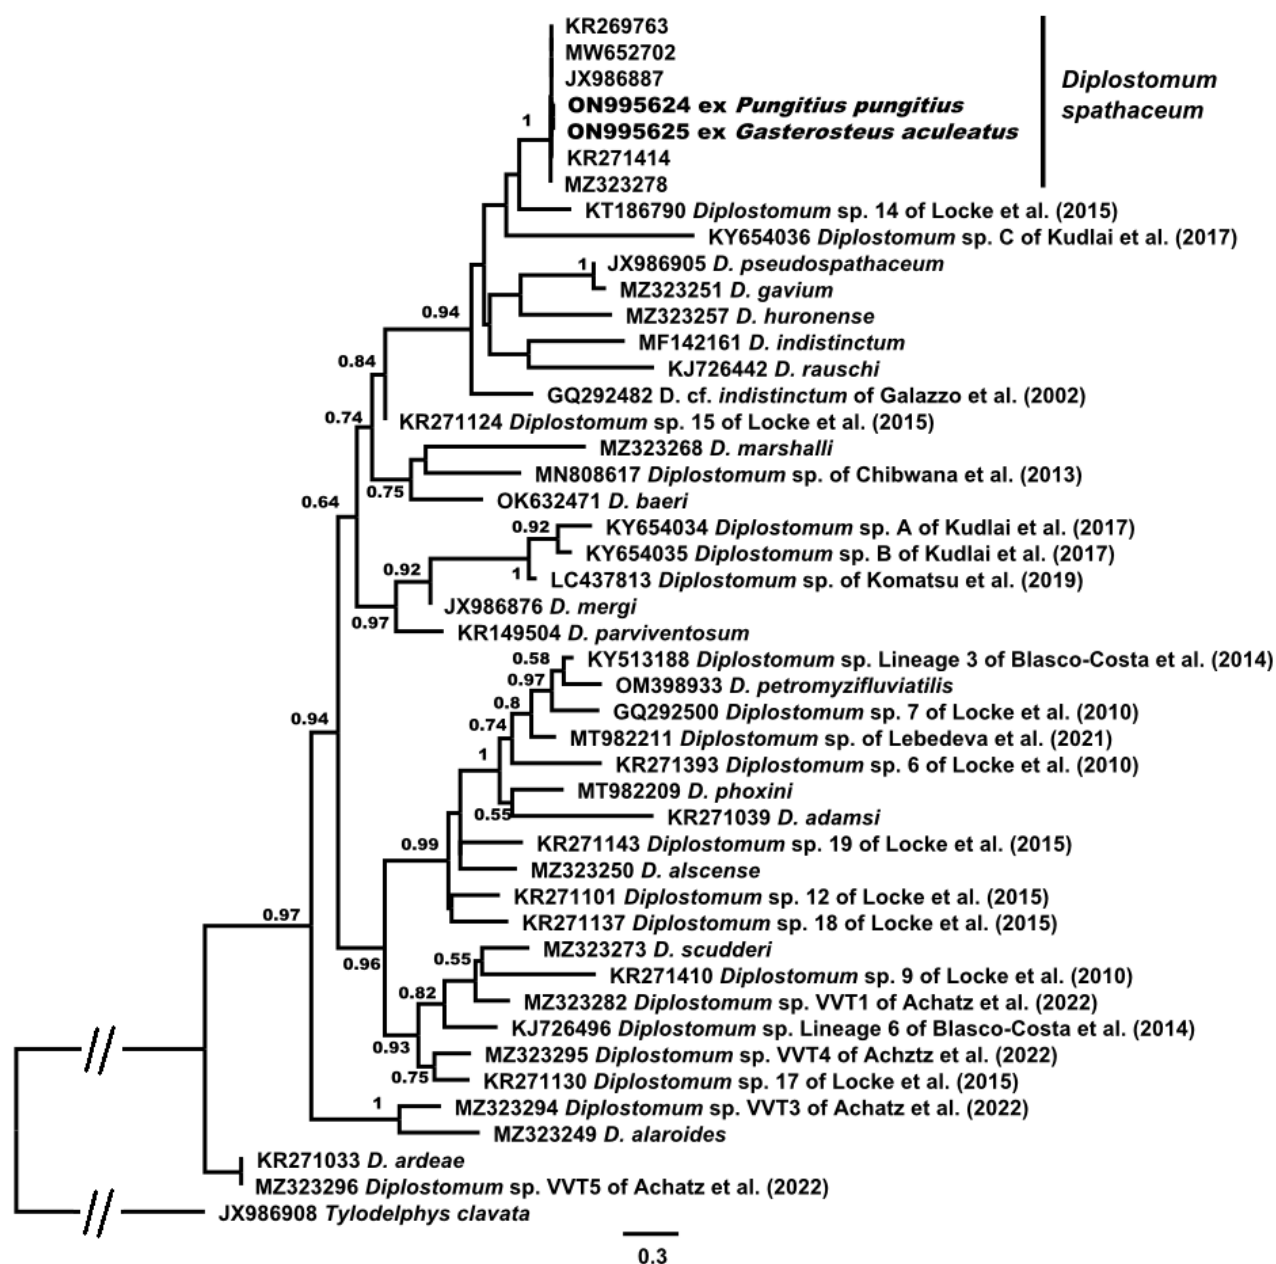 KR269763
MW652702
JX986887
ON995624 ex Pungitius pungitius
ON995625 ex Gasterosteus aculeatus
KR271414
MZ323278
Diplostomum
spathaceum
1
KT186790 Diplostomum sp. 14 of Locke et al. (2015)
KY654036 Diplostomum sp. C of Kudlai et al. (2017)
1
JX986905 D. pseudospathaceum
MZ323251 D. gavium
MZ323257 D. huronense
0.94
MF142161 D. indistinctum
0.84
KJ726442 D. rauschi
GQ292482 D. cf. indistinctum of Galazzo et al. (2002)
0.74
KR271124 Diplostomum sp. 15 of Locke et al. (2015)
MZ323268 D. marshalli
MN808617 Diplostomum sp. of Chibwana et al. (2013)
0.75
OK632471 D. baeri
0.64
0.92
KY654034 Diplostomum sp. A of Kudlai et al. (2017)
KY654035 Diplostomum sp. B of Kudlai et al. (2017)
0.92
1
LC437813 Diplostomum sp. of Komatsu et al. (2019)
JX986876 D. mergi
0.97
KR149504 D. parviventosum
0.58
KY513188 Diplostomum sp. Lineage 3 of Blasco-Costa et al. (2014)
0.97
OM398933 D. petromyzifluviatilis
0.8
GQ292500 Diplostomum sp. 7 of Locke et al. (2010)
0.94
0.74
MT982211 Diplostomum sp. of Lebedeva et al. (2021)
1
KR271393 Diplostomum sp. 6 of Locke et al. (2010)
MT982209 D. phoxini
0.55
KR271039 D. adamsi
0.99
KR271143 Diplostomum sp. 19 of Locke et al. (2015)
MZ323250 D. alscense
KR271101 Diplostomum sp. 12 of Locke et al. (2015)
0.97
KR271137 Diplostomum sp. 18 of Locke et al. (2015)
0.96
0.55
MZ323273 D. scudderi
KR271410 Diplostomum sp. 9 of Locke et al. (2010)
0.82
MZ323282 Diplostomum sp. VVT1 of Achatz et al. (2022)
KJ726496 Diplostomum sp. Lineage 6 of Blasco-Costa et al. (2014)
0.93
MZ323295 Diplostomum sp. VVT4 of Achztz et al. (2022)
0.75
KR271130 Diplostomum sp. 17 of Locke et al. (2015)
1
MZ323294 Diplostomum sp. VVT3 of Achatz et al. (2022)
MZ323249 D. alaroides
KR271033 D. ardeae
MZ323296 Diplostomum sp. VVT5 of Achatz et al. (2022)
JX986908 Tylodelphys clavata
0.3